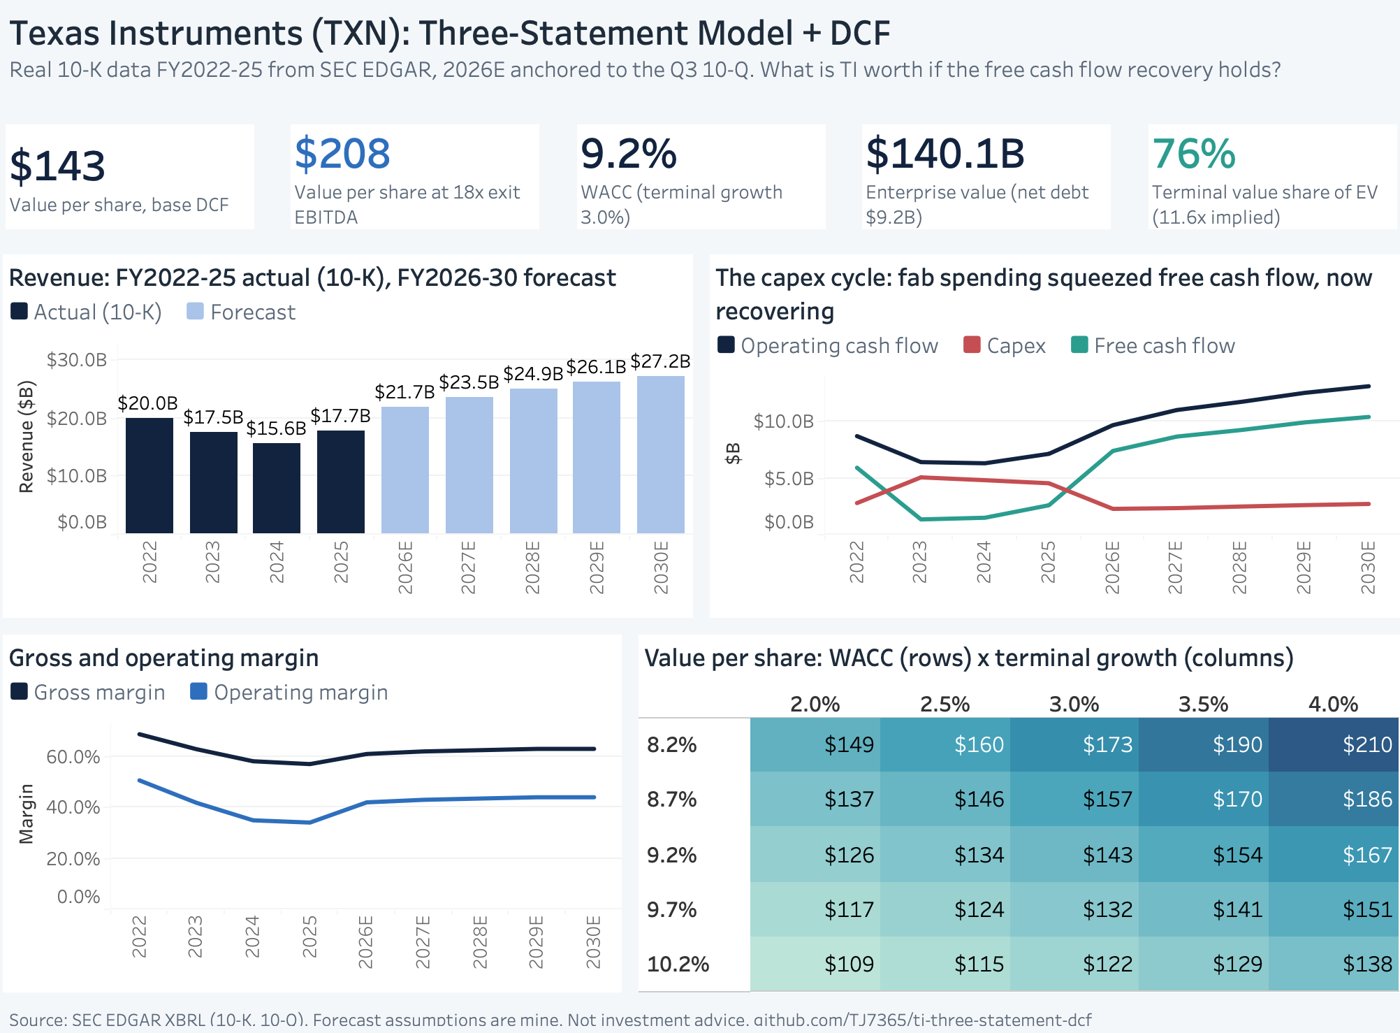 Texas Instruments (TXN): Three-Statement Model + DCF
Real 10-K data FY2022-25 from SEC EDGAR, 2026E anchored to the Q3 10-Q. What is TI worth if the free cash flow recovery holds?
$143
Value per share, base DCF
$208
Value per share at 18x exit
EBITDA
9.2%
WACC (terminal growth
3.0%)
$140.1B
Enterprise value (net debt
$9.2B)
76%
Terminal value share of EV
(11.6x implied)
Revenue: FY2022-25 actual (10-K), FY2026-30 forecast
Actual (10-K) Forecast
Revenue ($B)
$30.0B
$20.0B
$10.0B
$0.0B
$20.0B $17.5B $15.6B $17.7B $21.7B $23.5B $24.9B $26.1B $27.2B
2022 2023 2024 2025 2026E 2027E 2028E 2029E 2030E
The capex cycle: fab spending squeezed free cash flow, now
recovering
Operating cash flow Capex Free cash flow
$B
$10.0B
$5.0B
$0.0B
2022 2023 2024 2025 2026E 2027E 2028E 2029E 2030E
Gross and operating margin
Gross margin Operating margin
Margin
60.0%
40.0%
20.0%
0.0%
2022 2023 2024 2025 2026E 2027E 2028E 2029E 2030E
Value per share: WACC (rows) x terminal growth (columns)
2.0% 2.5% 3.0% 3.5% 4.0%
8.2% $149 $160 $173 $190 $210
8.7% $137 $146 $157 $170 $186
9.2% $126 $134 $143 $154 $167
9.7% $117 $124 $132 $141 $151
10.2% $109 $115 $122 $129 $138
Source: SEC EDGAR XBRL (10-K, 10-Q). Forecast assumptions are mine. Not investment advice. github.com/TJ7365/ti-three-statement-dcf